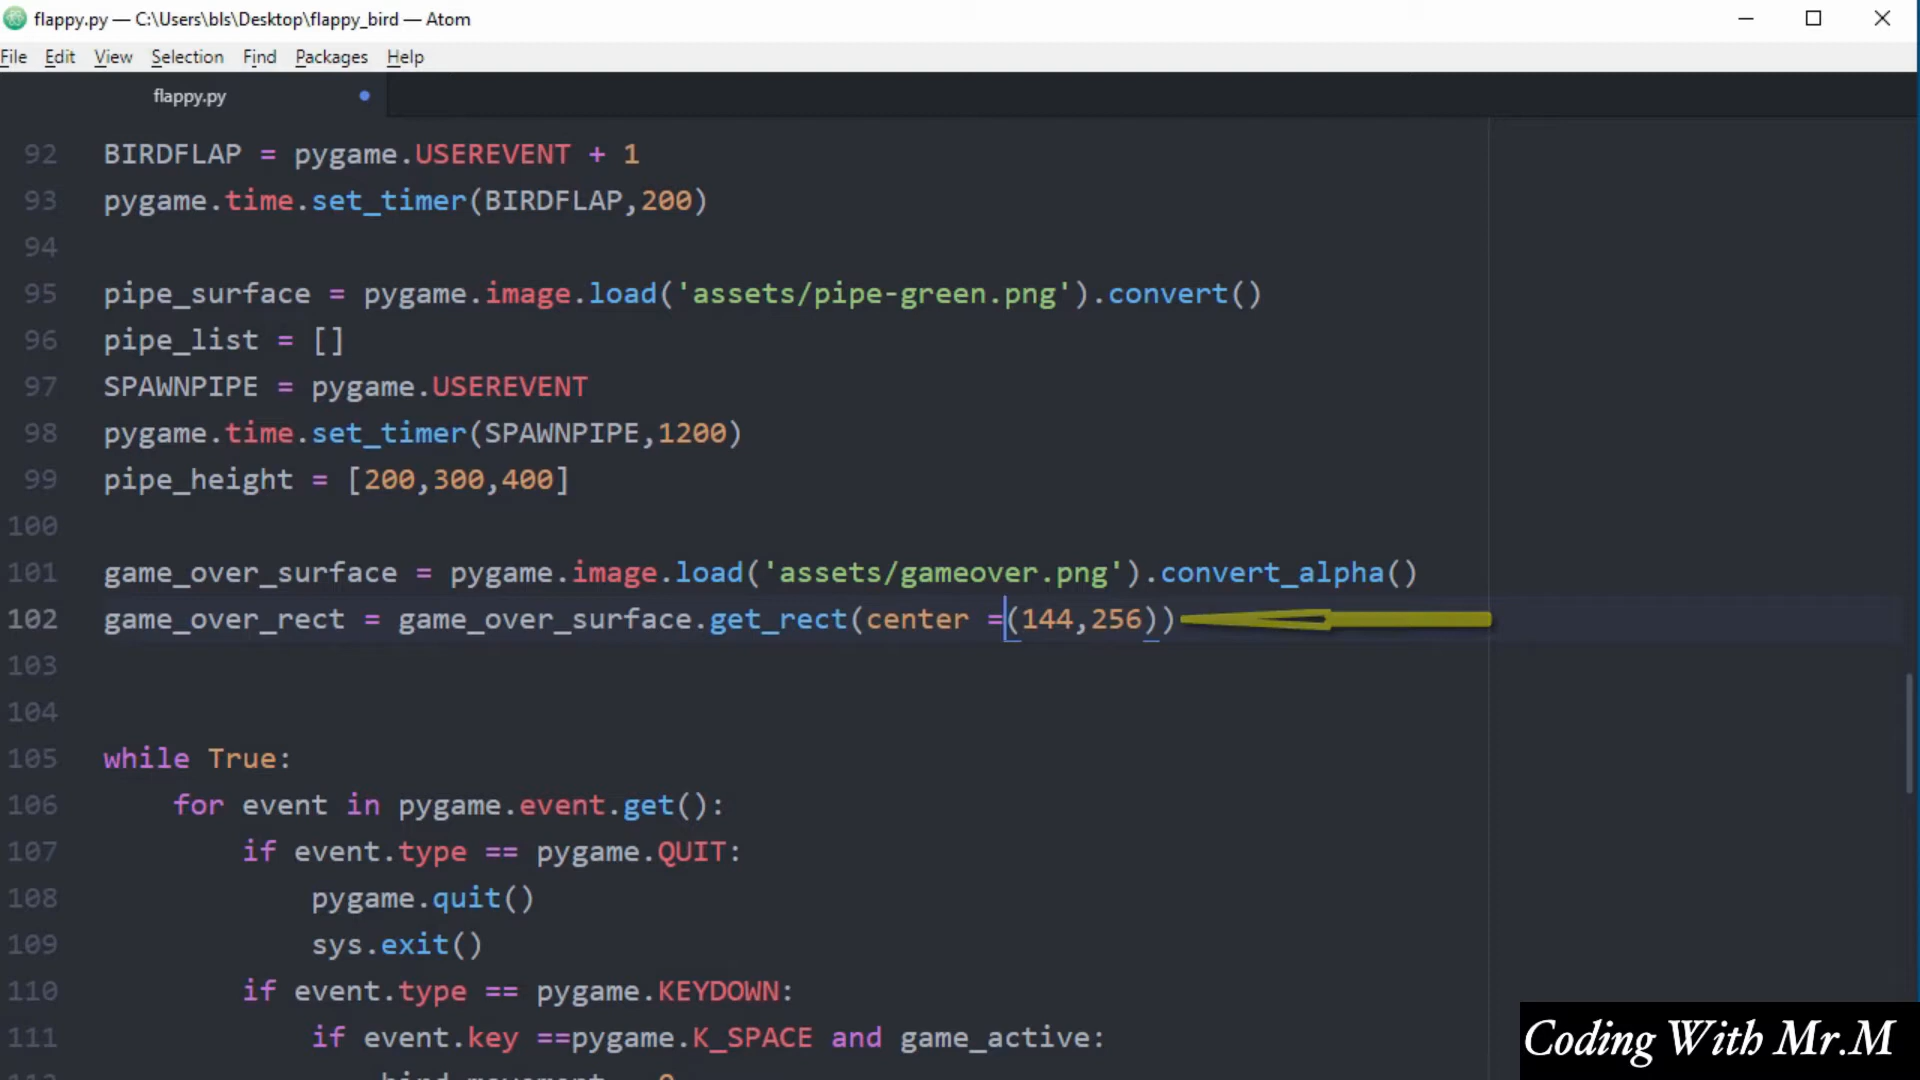 flappy.py — C:\Users\bls\Desktop\flappy_bird — Atom
File Edit View Selection Find Packages Help
flappy.py
92 BIRDFLAP = pygame.USEREVENT + 1
93 pygame.time.set_timer(BIRDFLAP,200)
94
95 pipe_surface = pygame.image.load('assets/pipe-green.png').convert()
96 pipe_list = []
97 SPAWNPIPE = pygame.USEREVENT
98 pygame.time.set_timer(SPAWNPIPE,1200)
99 pipe_height = [200,300,400]
100
101 game_over_surface = pygame.image.load('assets/gameover.png').convert_alpha()
102 game_over_rect = game_over_surface.get_rect(center =(144,256))
103
104
105 while True:
106 for event in pygame.event.get():
107 if event.type == pygame.QUIT:
108 pygame.quit()
109 sys.exit()
110 if event.type == pygame.KEYDOWN:
111 if event.key ==pygame.K_SPACE and game_active:
Coding With Mr.M